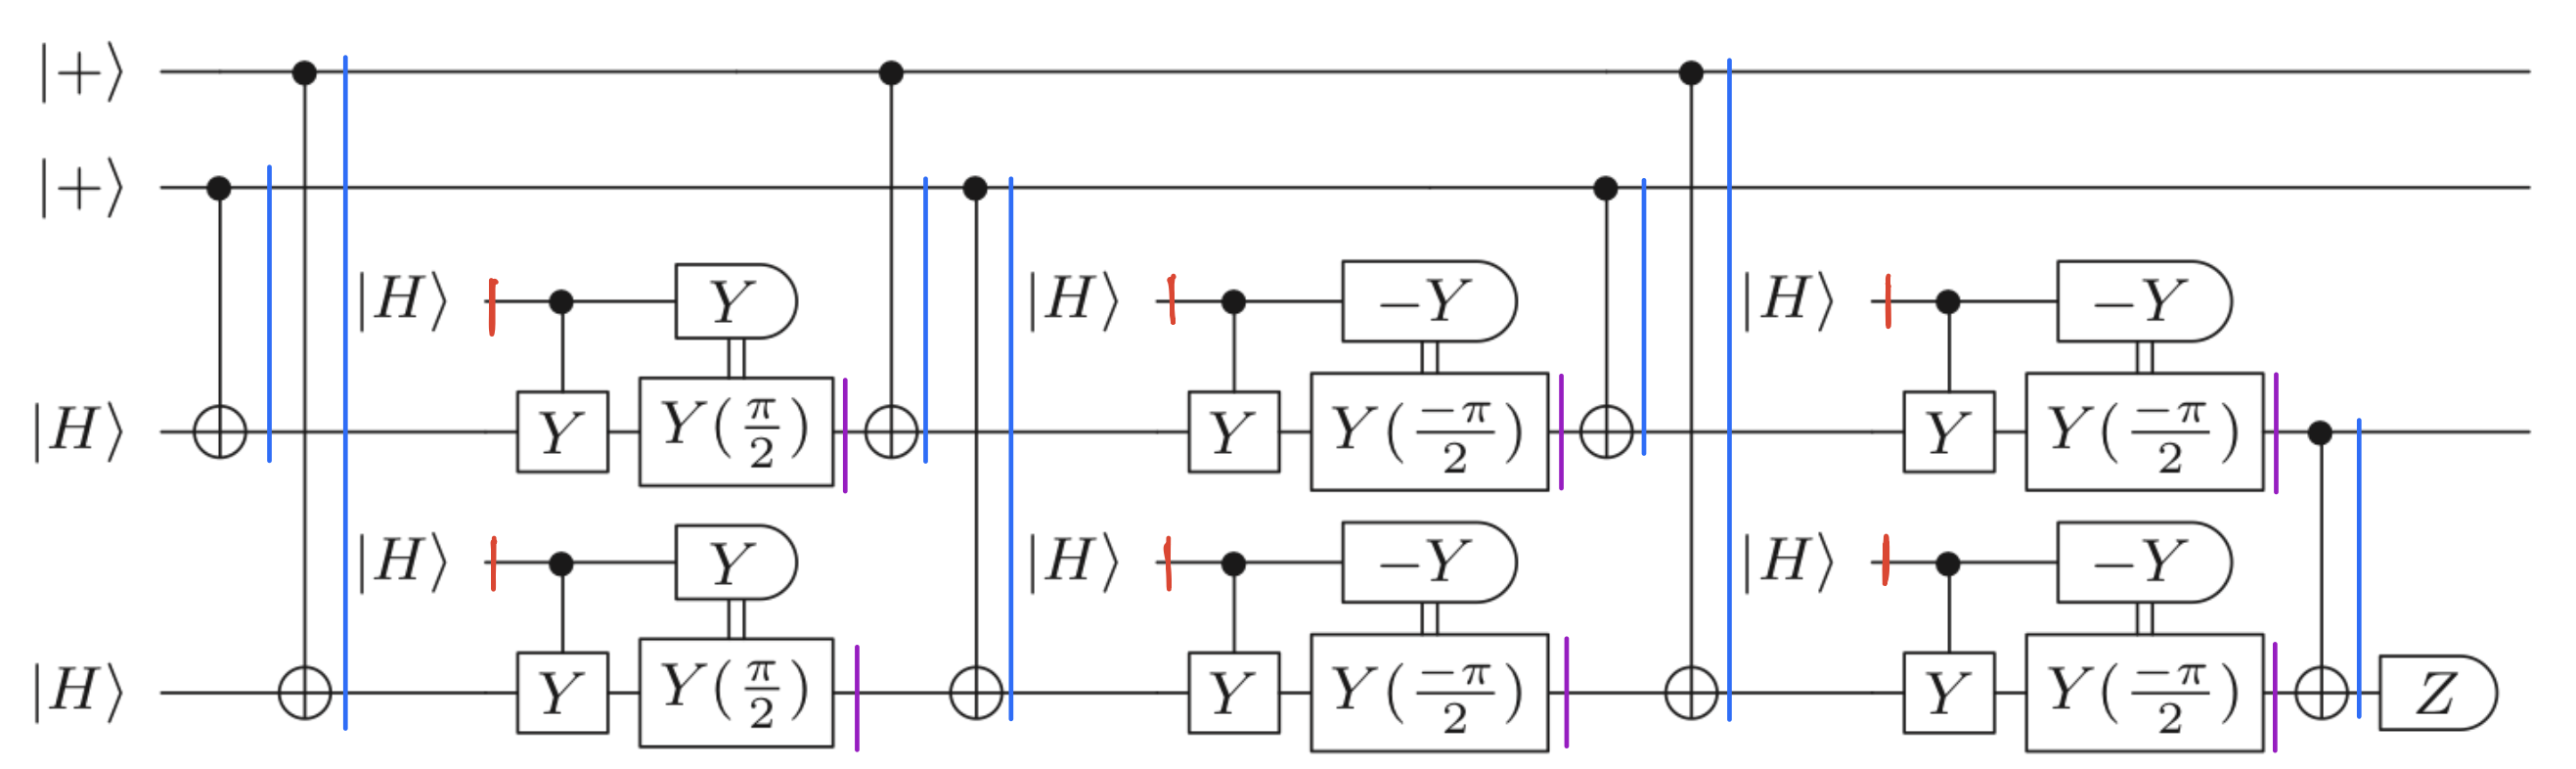 |+⟩
|+⟩
|H⟩ Y |H⟩ −Y |H⟩ −Y
|H⟩ Y Y(π/2) Y Y(−π/2) Y Y(−π/2)
|H⟩ Y |H⟩ −Y |H⟩ −Y
|H⟩ Y Y(π/2) Y Y(−π/2) Y Y(−π/2) Z